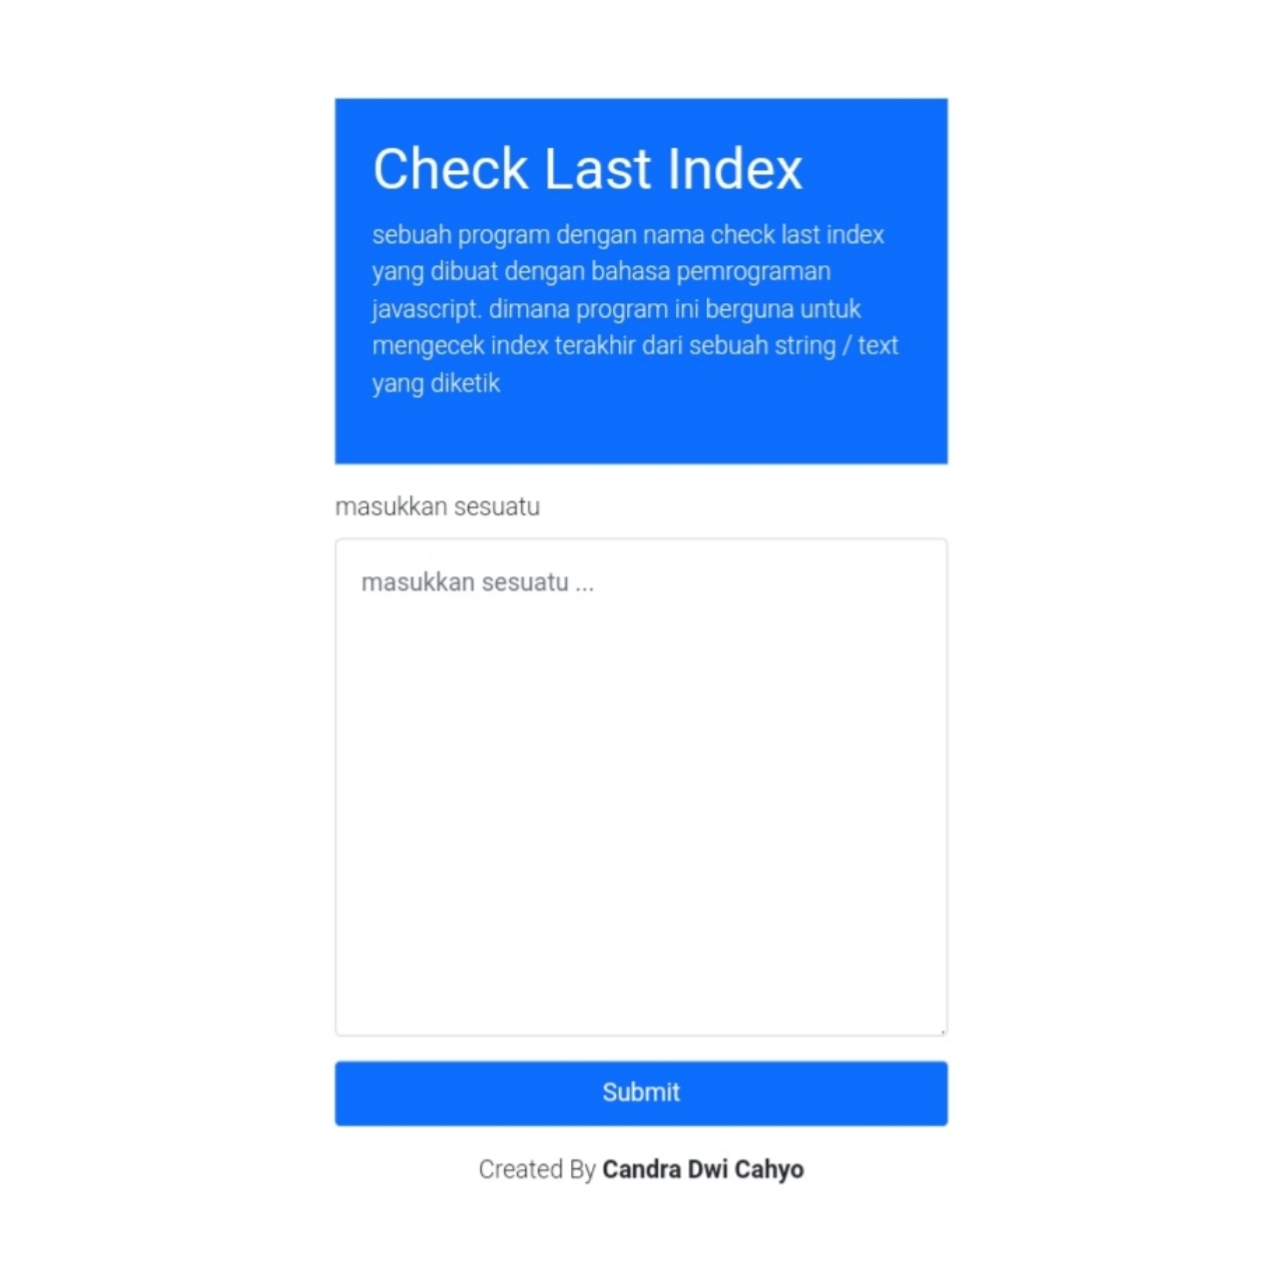 Check Last Index
sebuah program dengan nama check last index
yang dibuat dengan bahasa pemrograman
javascript. dimana program ini berguna untuk
mengecek index terakhir dari sebuah string / text
yang diketik
masukkan sesuatu
masukkan sesuatu ...
Submit
Created By Candra Dwi Cahyo